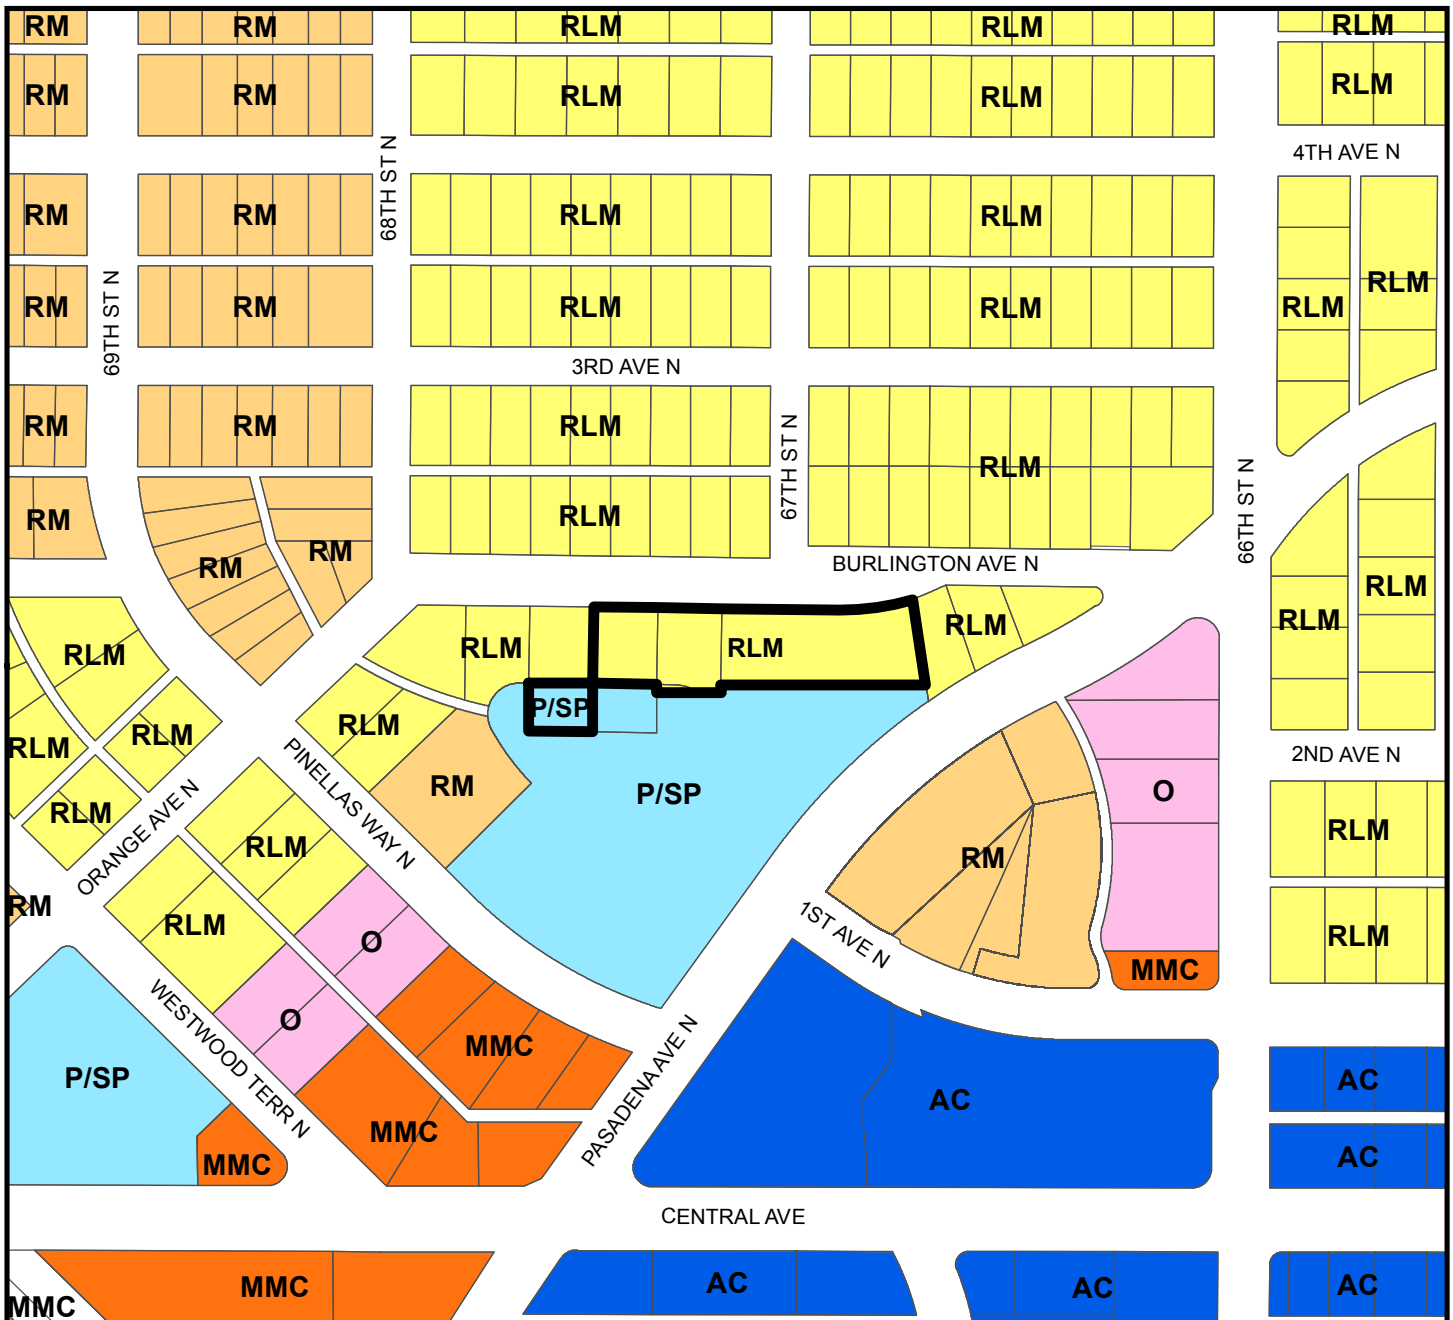 RM
RM
RLM
RLM
RLM
RM
RM
RLM
RLM
RLM
4TH AVE N
68TH ST N
RM
RM
RLM
RLM
RLM
RLM
69TH ST N
RM
RM
RLM
RLM
3RD AVE N
RM
RM
RLM
67TH ST N
RLM
66TH ST N
RM
RLM
RM
RM
BURLINGTON AVE N
RLM
RLM
RLM
RLM
RLM
RLM
RLM
P/SP
RLM
RLM
RLM
PINELLAS WAY N
2ND AVE N
RM
P/SP
O
RLM
ORANGE AVE N
RLM
RLM
RM
RM
RLM
1ST AVE N
RLM
O
MMC
WESTWOOD TERR N
O
MMC
PASADENA AVE N
P/SP
AC
AC
MMC
MMC
AC
CENTRAL AVE
MMC
AC
AC
AC
MMC